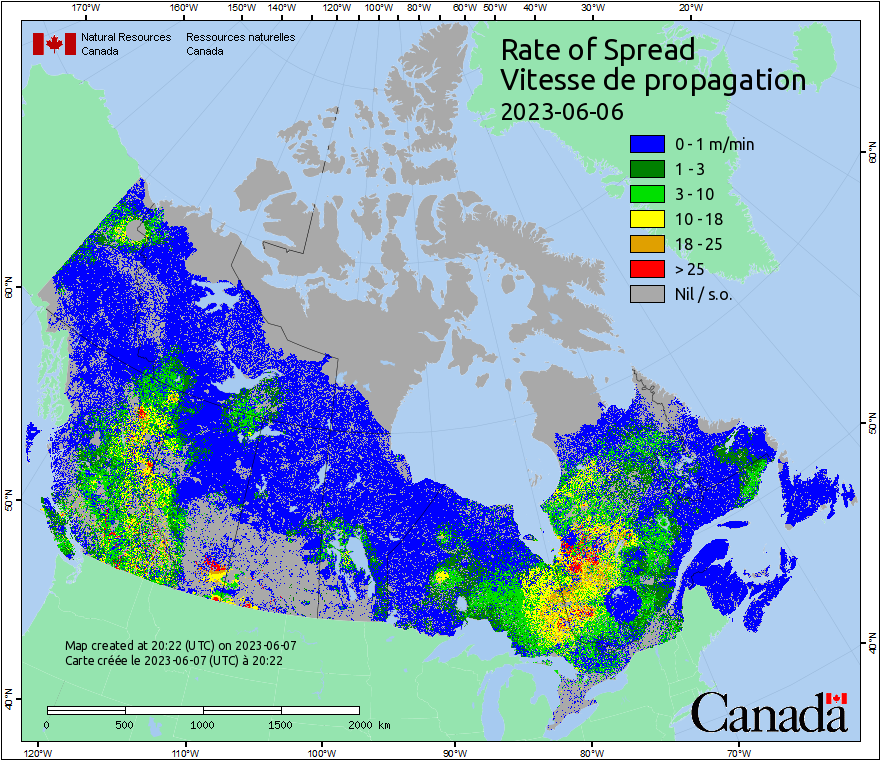 170°W 160°W 150°W 140°W 120°W 100°W 80°W 60°W 50°W 40°W 30°W 20°W
Natural Resources Ressources naturelles
Canada Canada
Rate of Spread
Vitesse de propagation
2023-06-06
0 - 1 m/min
1 - 3
3 - 10
10 - 18
18 - 25
> 25
Nil / s.o.
60°N
60°N
50°N
50°N
40°N
40°N
Map created at 20:22 (UTC) on 2023-06-07
Carte créée le 2023-06-07 (UTC) à 20:22
0 500 1000 1500 2000 km
Canada
120°W 110°W 100°W 90°W 80°W 70°W